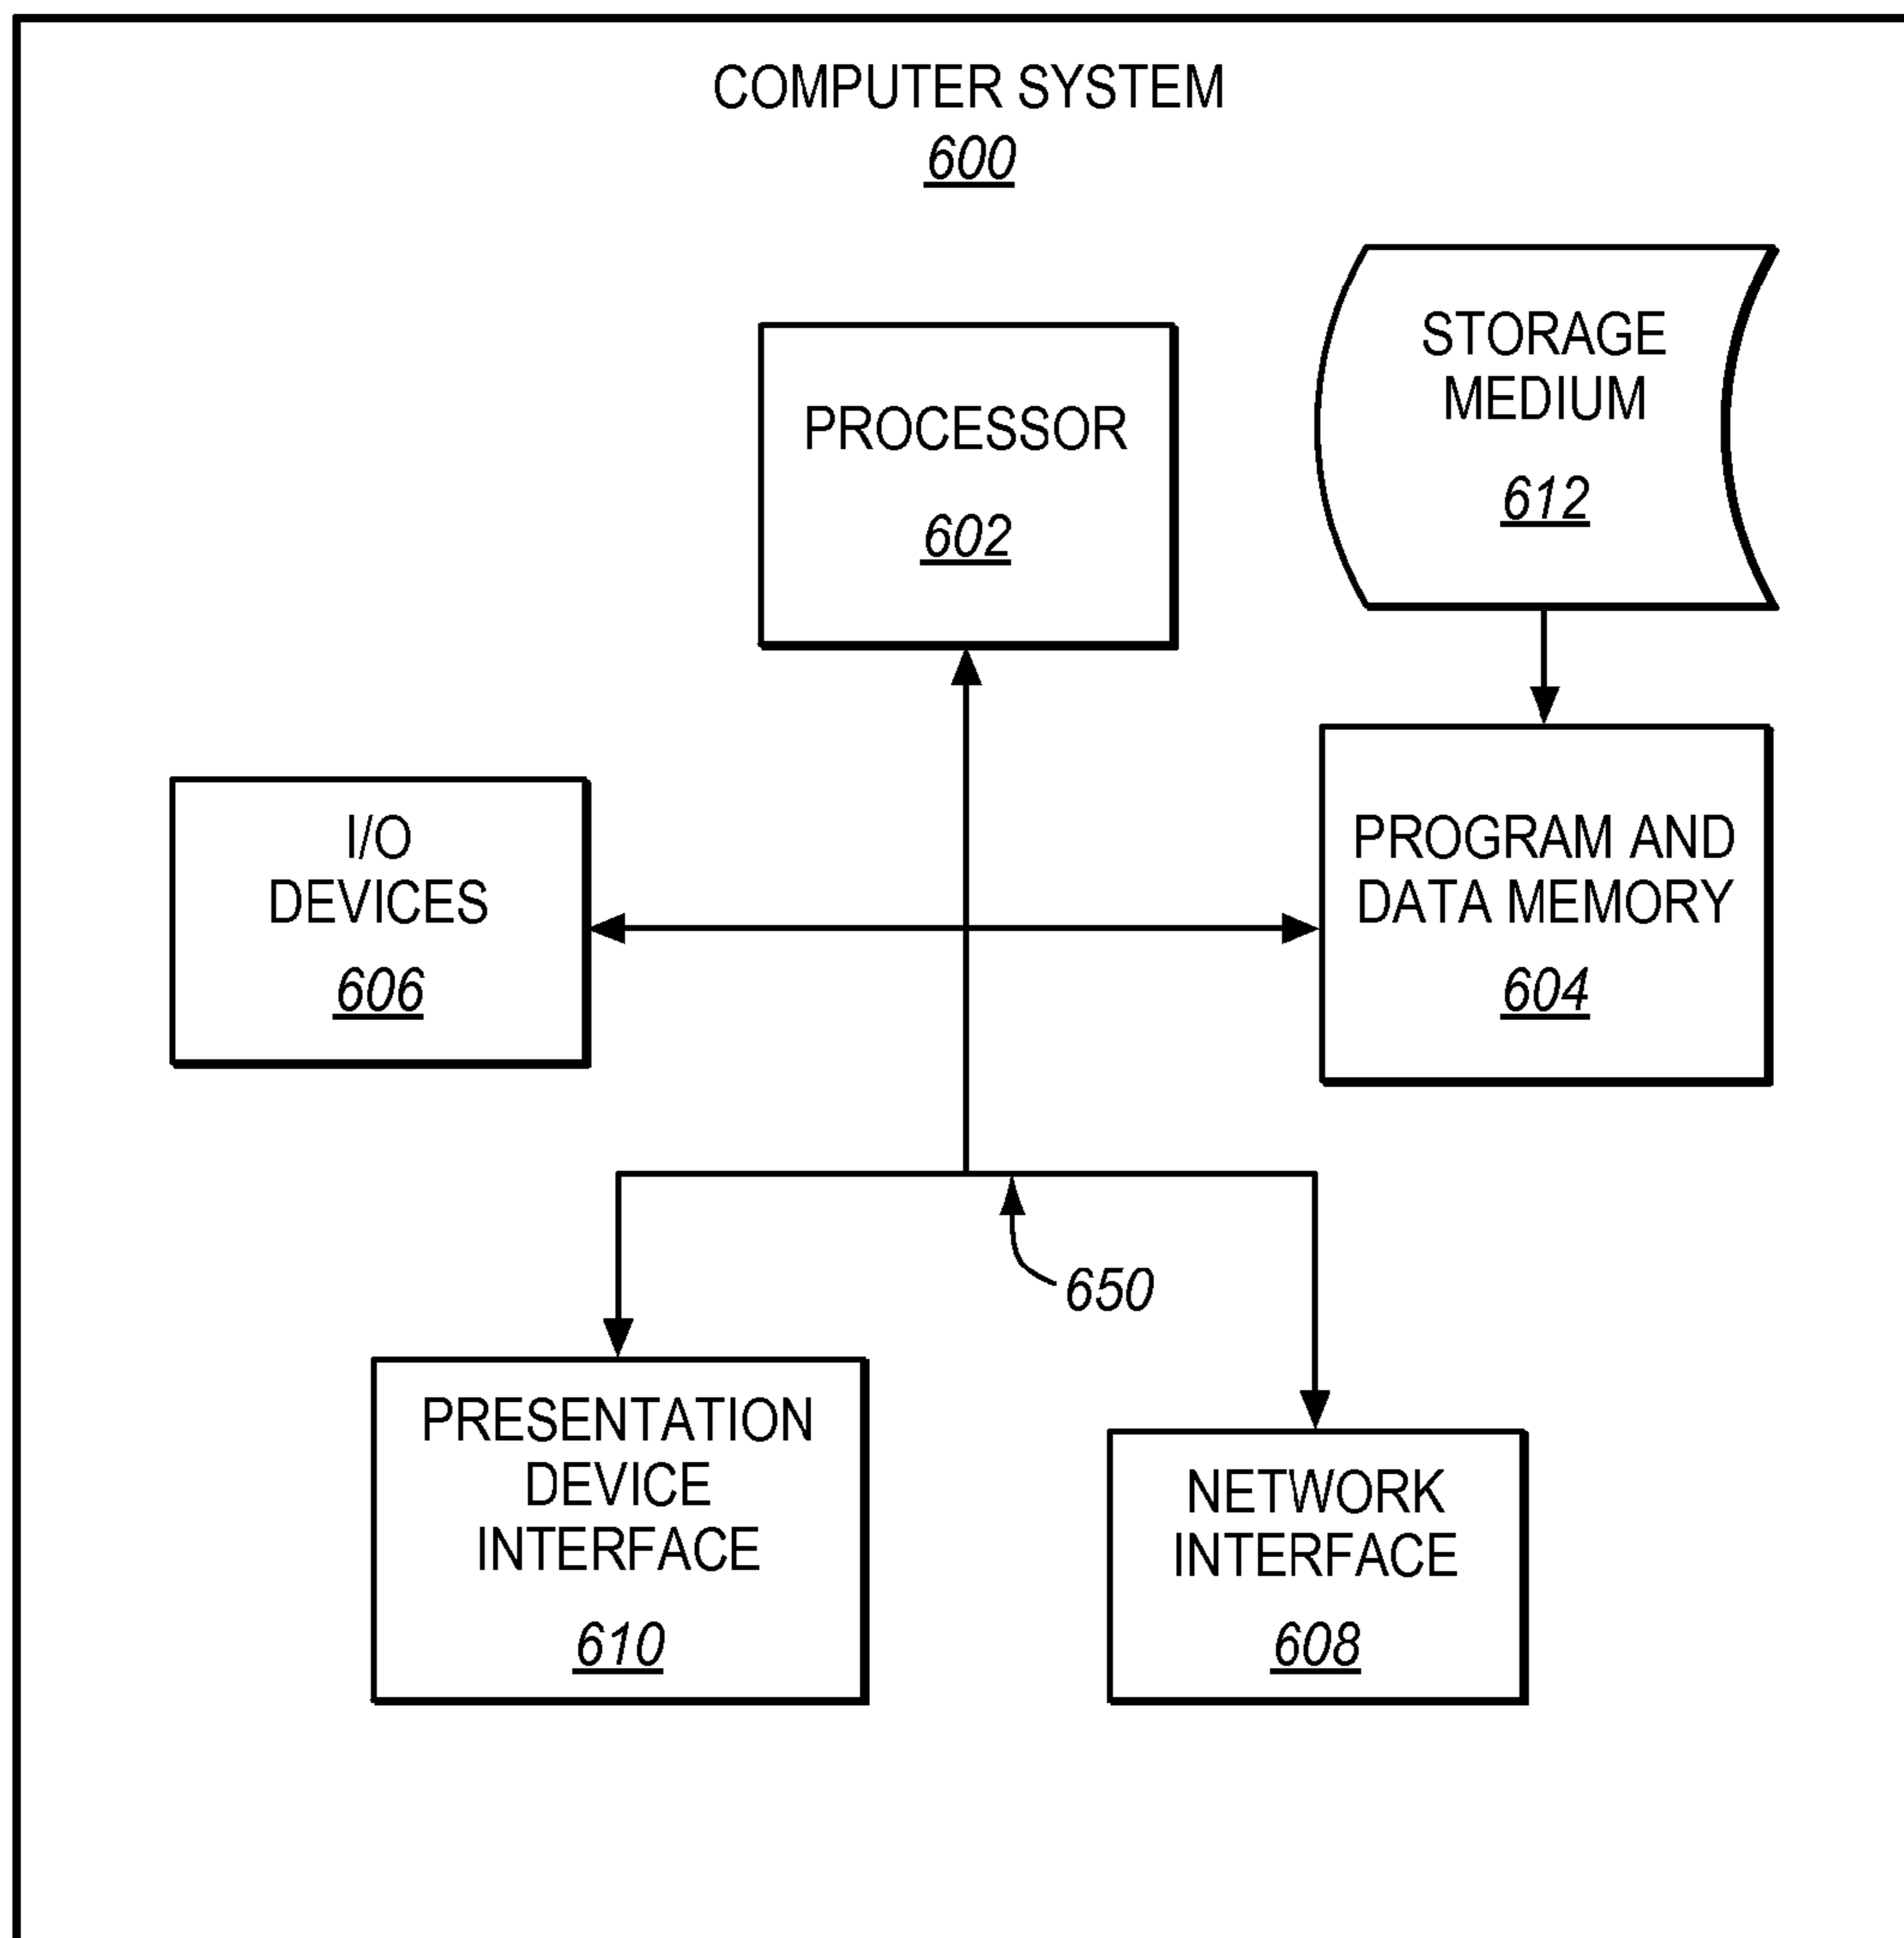 COMPUTER SYSTEM
600
PROCESSOR
602
STORAGE
MEDIUM
612
I/O
DEVICES
606
PROGRAM AND
DATA MEMORY
604
650
PRESENTATION
DEVICE
INTERFACE
610
NETWORK
INTERFACE
608